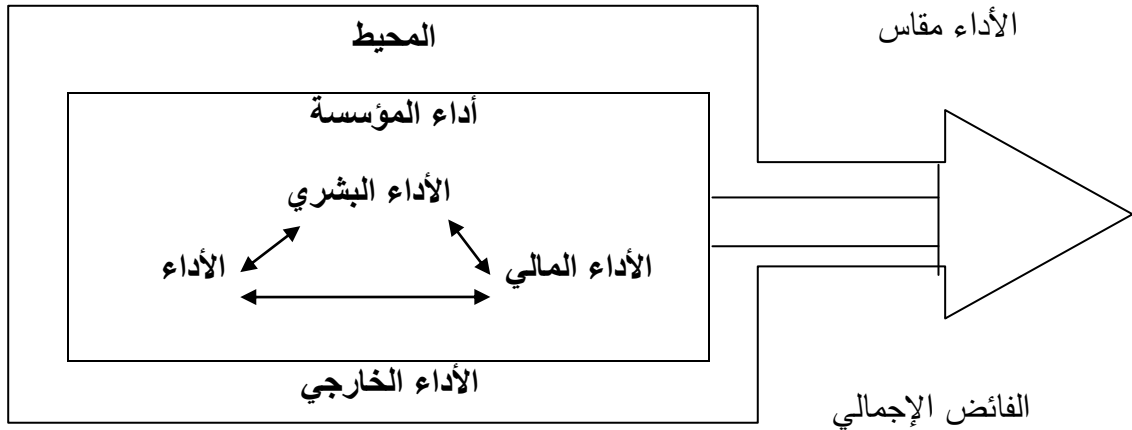 الأداء مقاس
المحيط
أداء المؤسسة
الأداء البشري
الأداء المالي
الأداء
الأداء الخارجي
الفائض الإجمالي